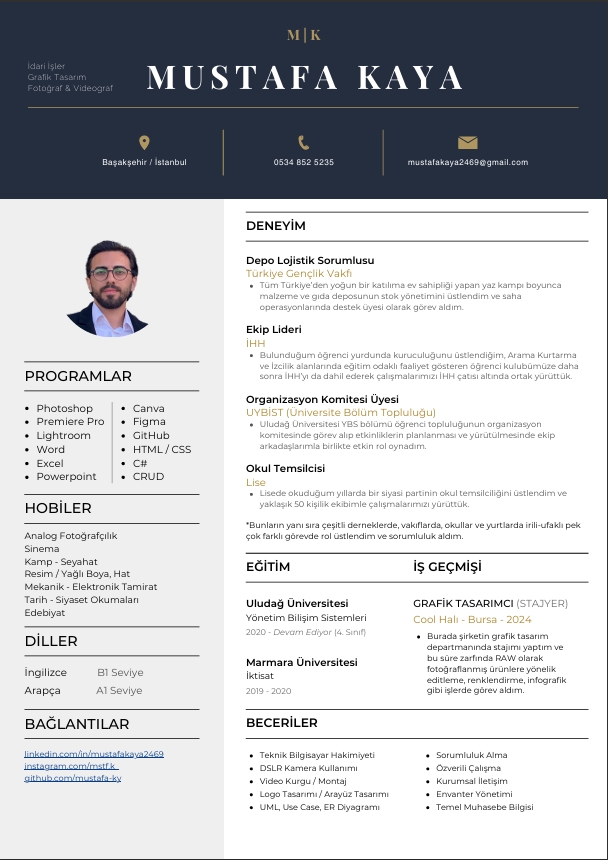 M|K
İdari İşler
Grafik Tasarım
Fotoğraf & Videograf
MUSTAFA KAYA
Başakşehir / İstanbul
0534 852 5235
mustafakaya2469@gmail.com
PROGRAMLAR
• Photoshop
• Premiere Pro
• Lightroom
• Word
• Excel
• Powerpoint
• Canva
• Figma
• GitHub
• HTML / CSS
• C#
• CRUD
HOBİLER
Analog Fotoğrafçılık
Sinema
Kamp - Seyahat
Resim / Yağlı Boya, Hat
Mekanik - Elektronik Tamirat
Tarih - Siyaset Okumaları
Edebiyat
DİLLER
İngilizce B1 Seviye
Arapça A1 Seviye
BAĞLANTILAR
linkedin.com/in/mustafakaya2469
instagram.com/mstf.k_
github.com/mustafa-ky
DENEYİM
Depo Lojistik Sorumlusu
Türkiye Gençlik Vakfı
• Tüm Türkiye'den yoğun bir katılıma ev sahipliği yapan yaz kampı boyunca
malzeme ve gıda deposunun stok yönetimini üstlendim ve saha
operasyonlarında destek üyesi olarak görev aldım.
Ekip Lideri
İHH
• Bulunduğum öğrenci yurdunda kuruculuğunu üstlendiğim, Arama Kurtarma
ve İzcilik alanlarında eğitim odaklı faaliyet gösteren öğrenci kulubümüze daha
sonra İHH'yı da dahil ederek çalışmalarımızı İHH çatısı altında ortak yürüttük.
Organizasyon Komitesi Üyesi
UYBİST (Üniversite Bölüm Topluluğu)
• Uludağ Üniversitesi YBS bölümü öğrenci topluluğunun organizasyon
komitesinde görev alıp etkinliklerin planlanması ve yürütülmesinde ekip
arkadaşlarımla birlikte etkin rol oynadım.
Okul Temsilcisi
Lise
• Lisede okuduğum yıllarda bir siyasi partinin okul temsilciliğini üstlendim ve
yaklaşık 50 kişilik ekibimle çalışmalarımızı yürüttük.
*Bunların yanı sıra çeşitli derneklerde, vakıflarda, okullar ve yurtlarda irili-ufaklı pek
çok farklı görevde rol üstlendim ve sorumluluk aldım.
EĞİTİM
Uludağ Üniversitesi
Yönetim Bilişim Sistemleri
2020 - Devam Ediyor (4. Sınıf)
Marmara Üniversitesi
İktisat
2019 - 2020
İŞ GEÇMİŞİ
GRAFİK TASARIMCI (STAJYER)
Cool Halı - Bursa - 2024
• Burada şirketin grafik tasarım
departmanında stajımı yaptım ve
bu süre zarfında RAW olarak
fotoğraflanmış ürünlere yönelik
editleme, renklendirme, infografik
gibi işlerde görev aldım.
BECERİLER
• Teknik Bilgisayar Hakimiyeti
• DSLR Kamera Kullanımı
• Video Kurgu / Montaj
• Logo Tasarımı / Arayüz Tasarımı
• UML, Use Case, ER Diyagramı
• Sorumluluk Alma
• Özverili Çalışma
• Kurumsal İletişim
• Envanter Yönetimi
• Temel Muhasebe Bilgisi